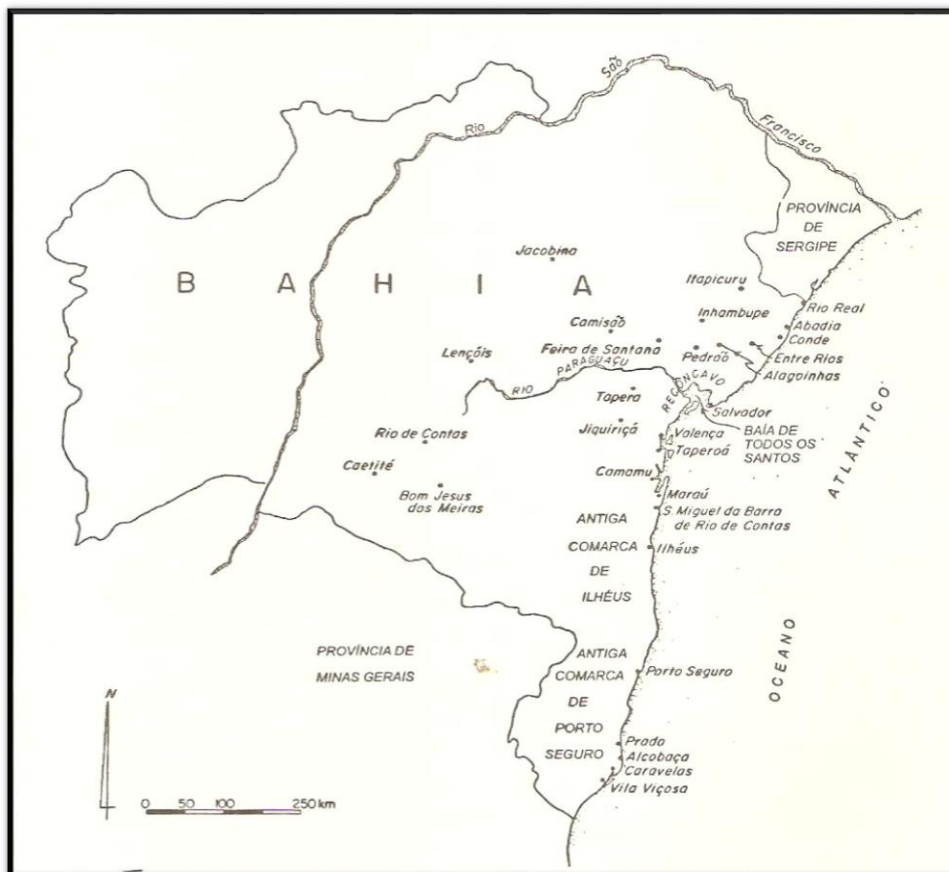 São
Rio
Francisco
PROVÍNCIA
DE
SERGIPE
Jacobina
Itapicuru
B A H I A
Rio Real
Inhambupe
Abadia
Camisão
Conde
Feira de Santana
Entre Rios
Lençóis
Pedrão
Alagoinhas
RIO PARAGUAÇU
RECÔNCAVO
Tapera
Salvador
Jiquiriçá
Valença
BAÍA DE
TODOS OS
SANTOS
Rio de Contas
Taperoá
Caetité
Camamu
Bom Jesus
dos Meiras
Maraú
S. Miguel da Barra
de Rio de Contas
ANTIGA
COMARCA
DE
ILHÉUS
Ilhéus
OCEANO ATLÂNTICO
PROVÍNCIA DE
MINAS GERAIS
ANTIGA
COMARCA
DE
PORTO
SEGURO
Porto Seguro
Prado
Alcobaça
Caravelas
Vila Viçosa
N
0 50 100 250 km